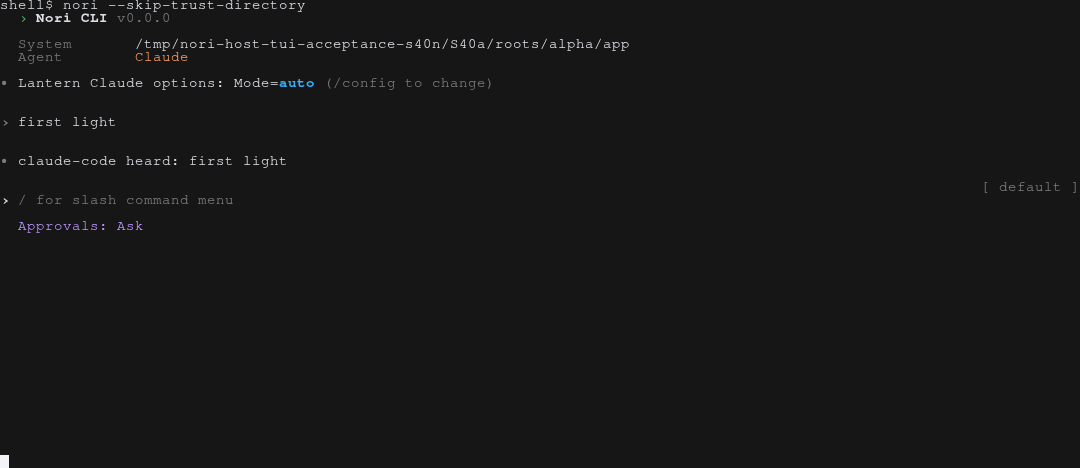 shell$ nori --skip-trust-directory
› Nori CLI v0.0.0
System /tmp/nori-host-tui-acceptance-s40n/S40a/roots/alpha/app
Agent Claude
• Lantern Claude options: Mode=auto (/config to change)
› first light
• claude-code heard: first light
[ default ]
› / for slash command menu
Approvals: Ask